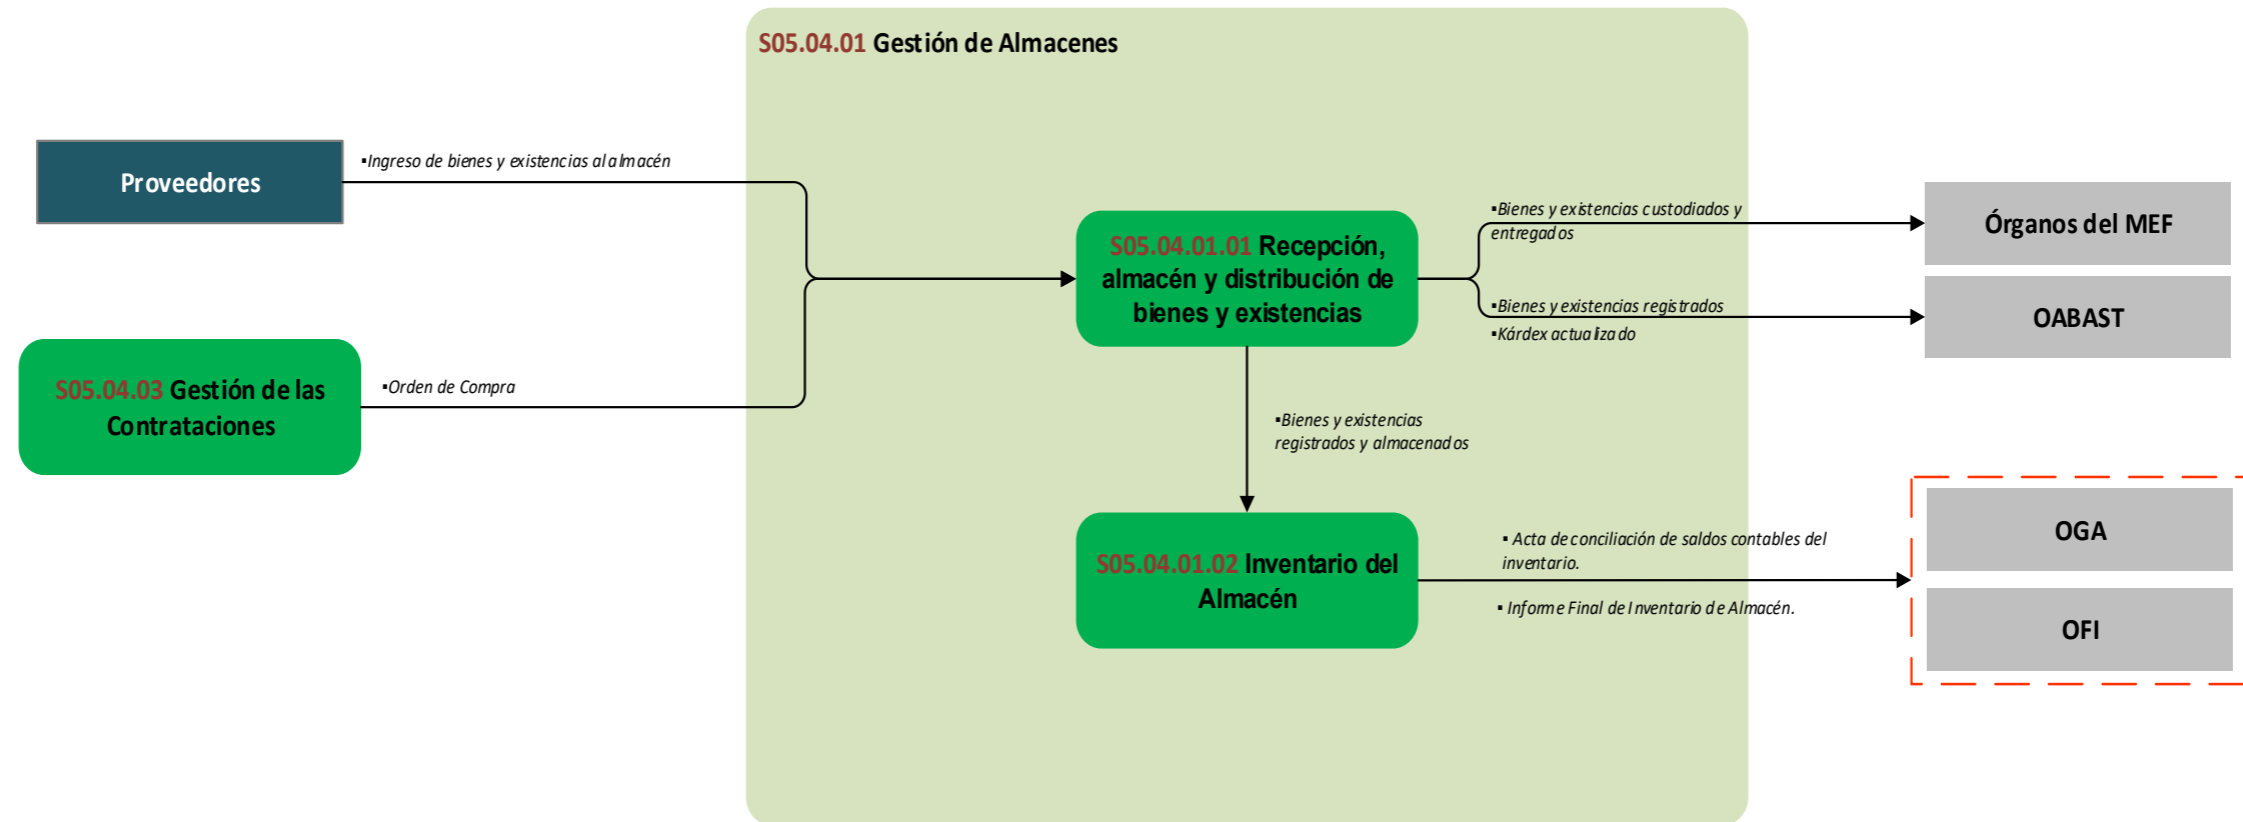 S05.04.01 Gestión de Almacenes
Proveedores
▪Ingreso de bienes y existencias al almacén
S05.04.03 Gestión de las
Contrataciones
▪Orden de Compra
S05.04.01.01 Recepción,
almacén y distribución de
bienes y existencias
▪Bienes y existencias custodiados y
entregados
Órganos del MEF
▪Bienes y existencias registrados
▪Kárdex actualizado
OABAST
▪Bienes y existencias
registrados y almacenados
S05.04.01.02 Inventario del
Almacén
▪ Acta de conciliación de saldos contables del
inventario.
▪ Informe Final de Inventario de Almacén.
OGA
OFI